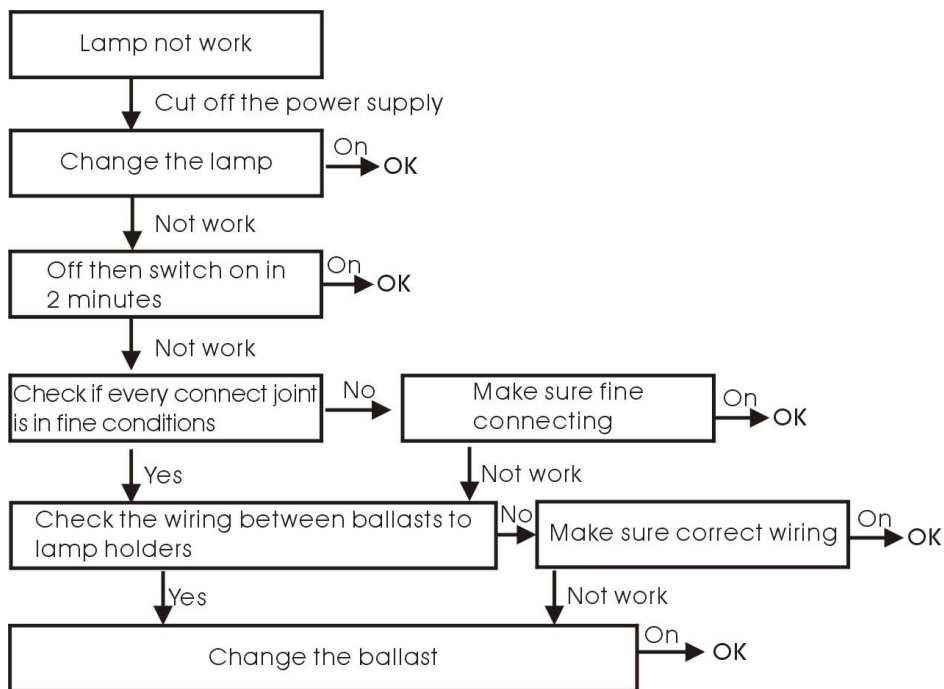 Lamp not work
Cut off the power supply
Change the lamp
On
OK
Not work
Off then switch on in
2 minutes
On
OK
Not work
Check if every connect joint
is in fine conditions
No
Make sure fine
connecting
On
OK
Yes
Not work
Check the wiring between ballasts to
lamp holders
No
Make sure correct wiring
On
OK
Yes
Not work
Change the ballast
On
OK